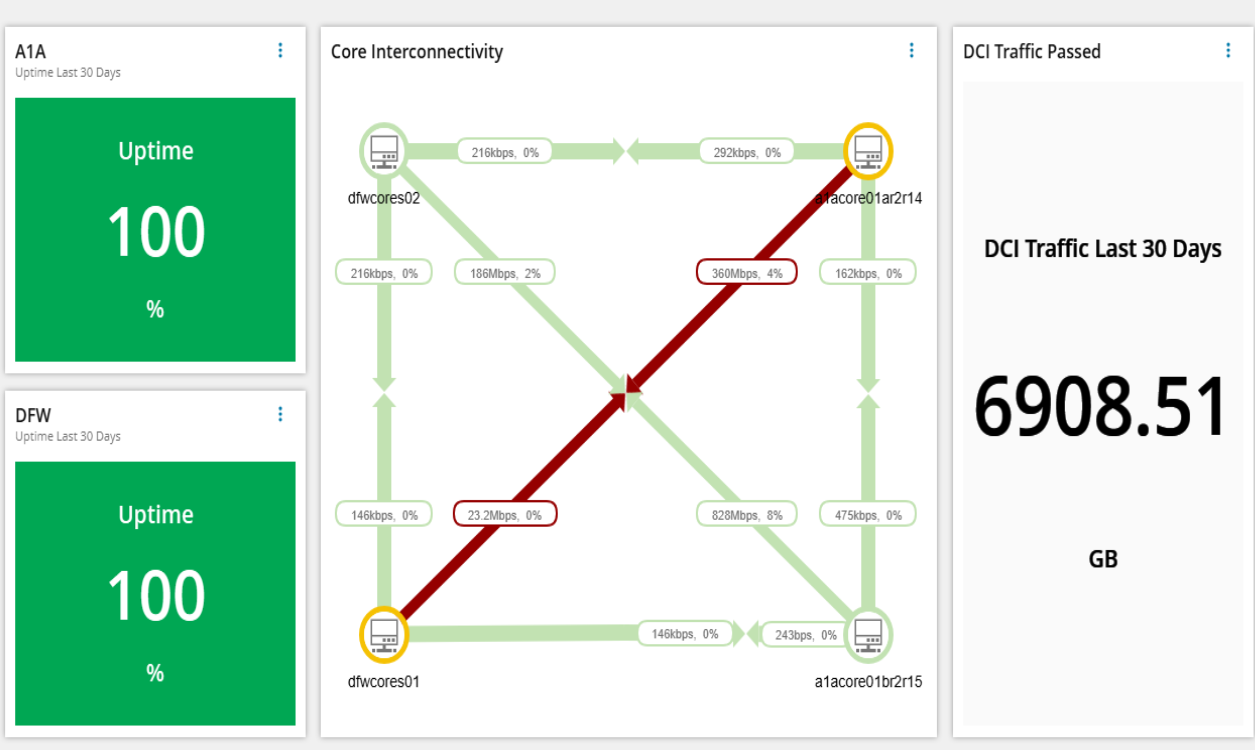 A1A
Uptime Last 30 Days
Uptime
100
%
DFW
Uptime Last 30 Days
Uptime
100
%
Core Interconnectivity
216kbps, 0%
292kbps, 0%
dfwcores02
a1acore01ar2r14
216kbps, 0%
186Mbps, 2%
360Mbps, 4%
162kbps, 0%
146kbps, 0%
23.2Mbps, 0%
828Mbps, 8%
475kbps, 0%
146kbps, 0%
243bps, 0%
dfwcores01
a1acore01br2r15
DCI Traffic Passed
DCI Traffic Last 30 Days
6908.51
GB